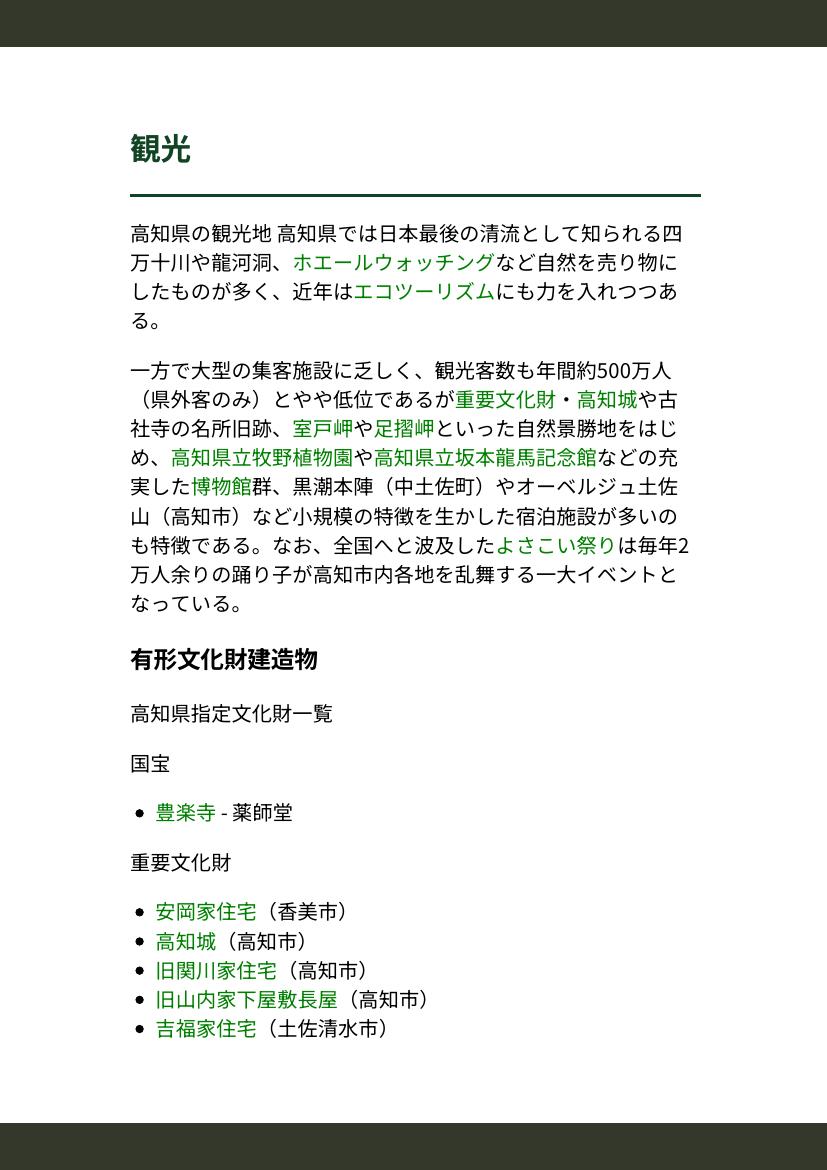 観光
高知県の観光地 高知県では日本最後の清流として知られる四
万十川や龍河洞、ホエールウォッチングなど自然を売り物に
したものが多く、近年はエコツーリズムにも力を入れつつあ
る。
一方で大型の集客施設に乏しく、観光客数も年間約500万人
（県外客のみ）とやや低位であるが重要文化財・高知城や古
社寺の名所旧跡、室戸岬や足摺岬といった自然景勝地をはじ
め、高知県立牧野植物園や高知県立坂本龍馬記念館などの充
実した博物館群、黒潮本陣（中土佐町）やオーベルジュ土佐
山（高知市）など小規模の特徴を生かした宿泊施設が多いの
も特徴である。なお、全国へと波及したよさこい祭りは毎年2
万人余りの踊り子が高知市内各地を乱舞する一大イベントと
なっている。
有形文化財建造物
高知県指定文化財一覧
国宝
• 豊楽寺 - 薬師堂
重要文化財
• 安岡家住宅（香美市）
• 高知城（高知市）
• 旧関川家住宅（高知市）
• 旧山内家下屋敷長屋（高知市）
• 吉福家住宅（土佐清水市）